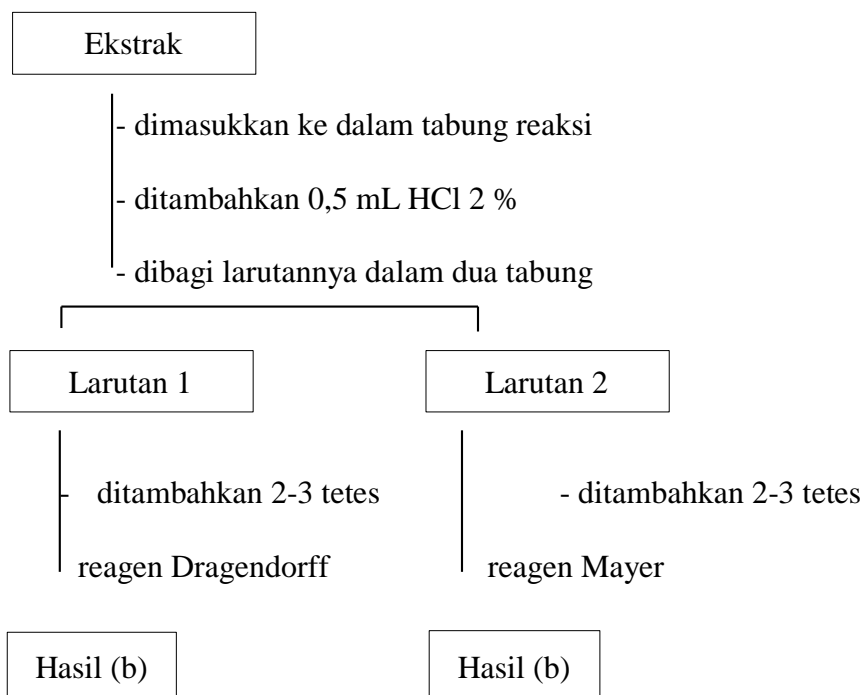 Ekstrak
- dimasukkan ke dalam tabung reaksi
- ditambahkan 0,5 mL HCl 2 %
- dibagi larutannya dalam dua tabung
Larutan 1
Larutan 2
- ditambahkan 2-3 tetes
reagen Dragendorff
- ditambahkan 2-3 tetes
reagen Mayer
Hasil (b)
Hasil (b)